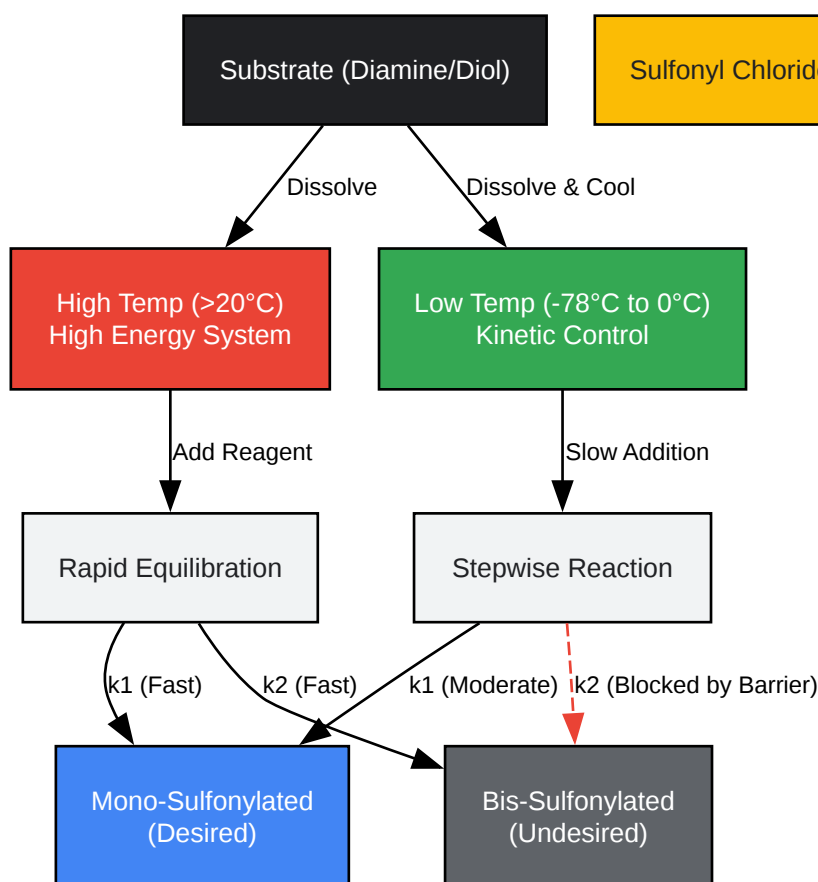 Substrate (Diamine/Diol)
Sulfonyl Chlorid
Dissolve
Dissolve & Cool
High Temp (>20°C)
High Energy System
Low Temp (-78°C to 0°C)
Kinetic Control
Add Reagent
Slow Addition
Rapid Equilibration
Stepwise Reaction
k1 (Fast)
k2 (Fast)
k1 (Moderate)
k2 (Blocked by Barrier)
Mono-Sulfonylated
(Desired)
Bis-Sulfonylated
(Undesired)